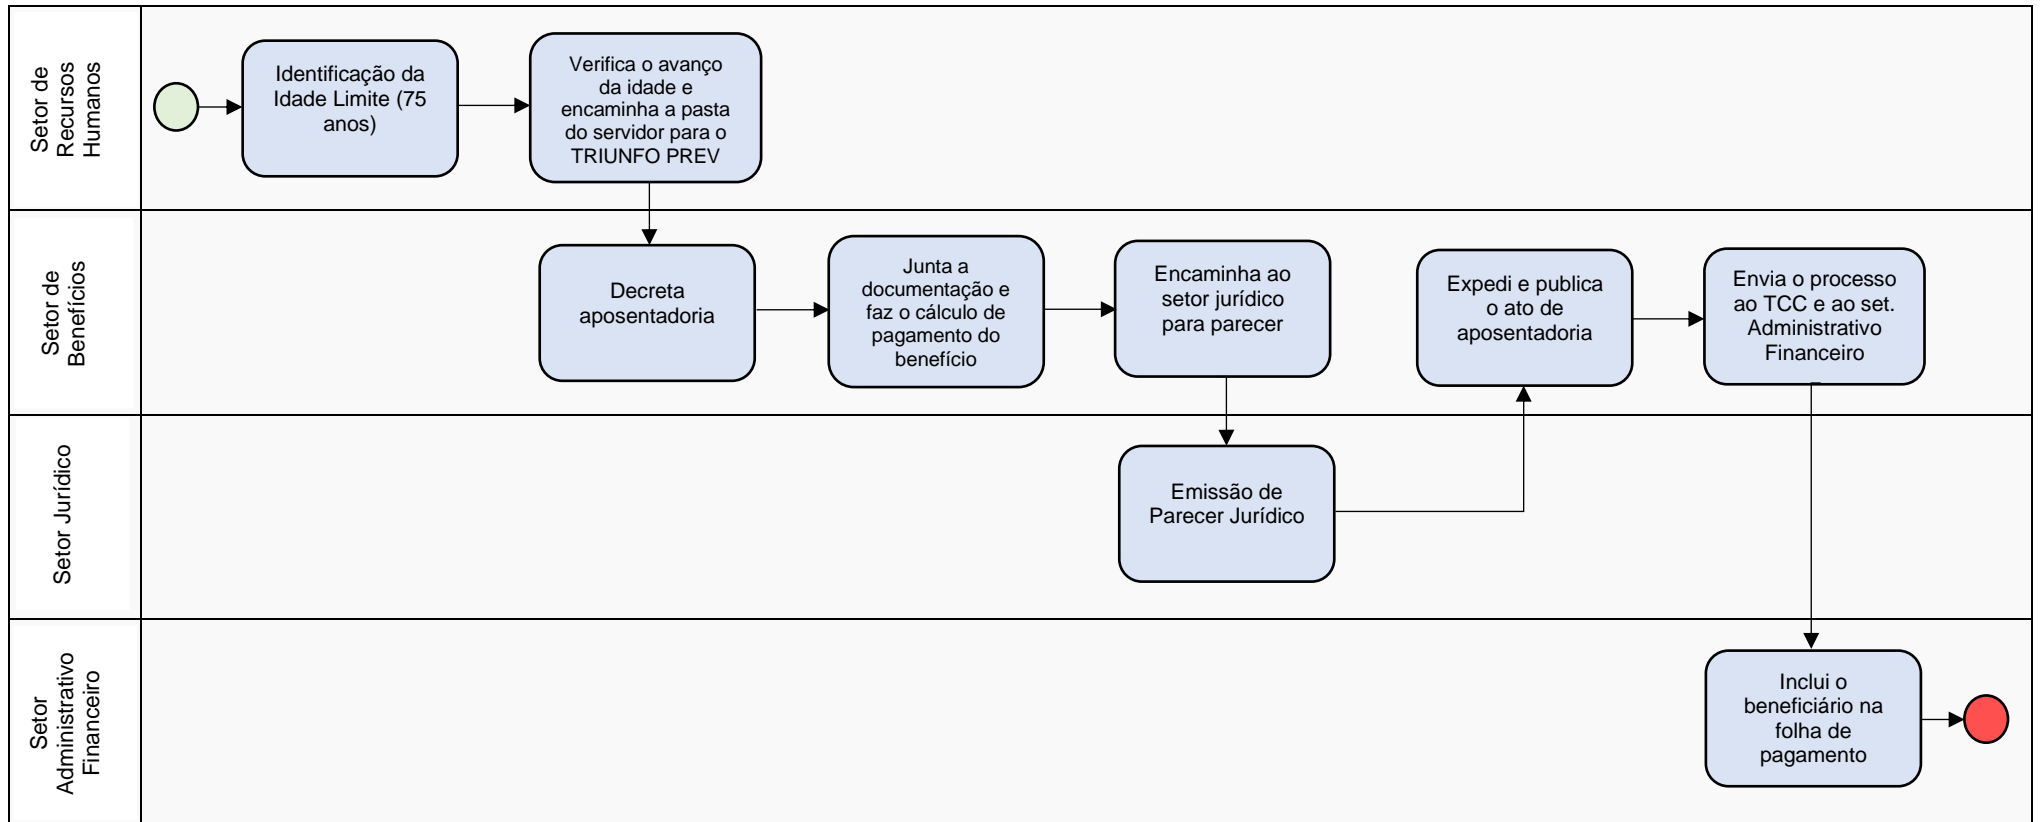 Setor de
Recursos
Humanos
Identificação da
Idade Limite (75
anos)
Verifica o avanço
da idade e
encaminha a pasta
do servidor para o
TRIUNFO PREV
Setor de
Benefícios
Decreta
aposentadoria
Junta a
documentação e
faz o cálculo de
pagamento do
benefício
Encaminha ao
setor jurídico
para parecer
Expedi e publica
o ato de
aposentadoria
Envia o processo
ao TCC e ao set.
Administrativo
Financeiro
Setor Jurídico
Emissão de
Parecer Jurídico
Setor
Administrativo
Financeiro
Inclui o
beneficiário na
folha de
pagamento